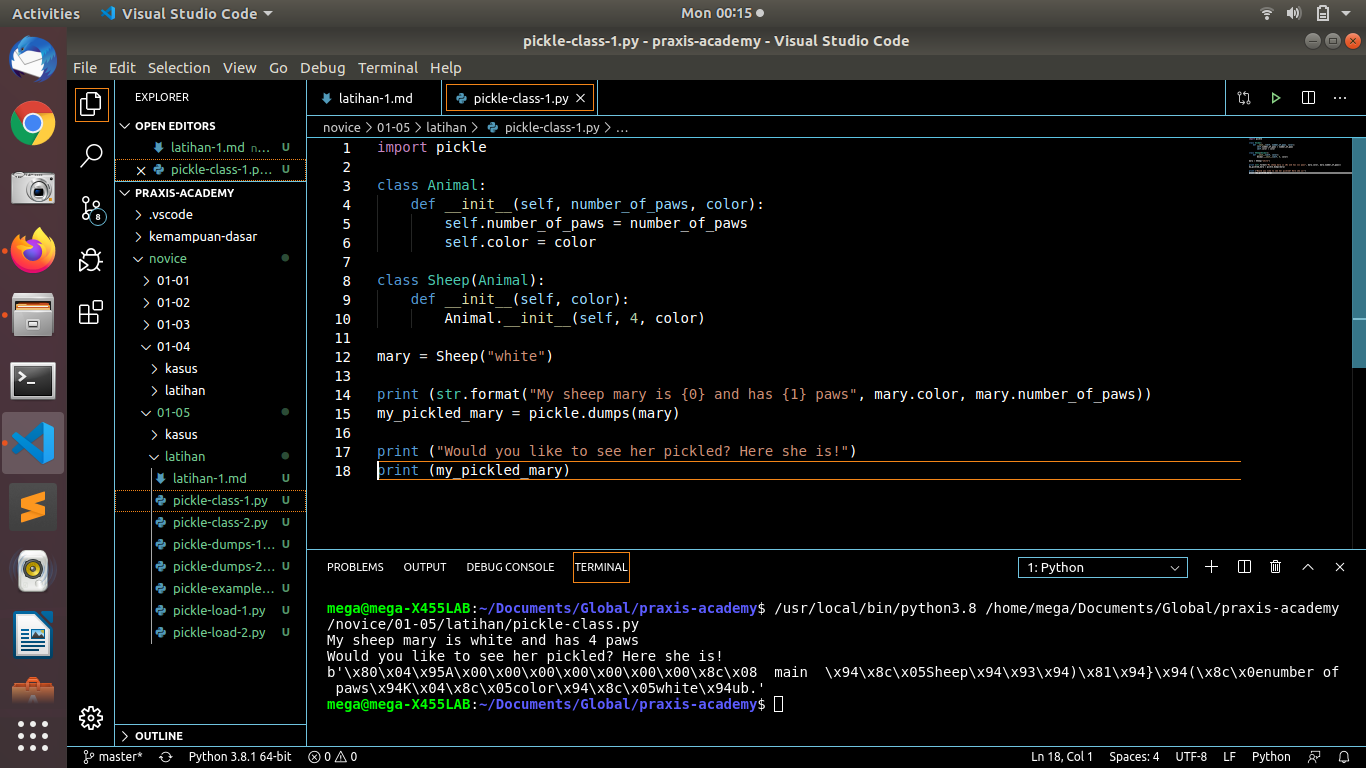 Activities
Visual Studio Code
Mon 00:15
pickle-class-1.py - praxis-academy - Visual Studio Code
File Edit Selection View Go Debug Terminal Help
EXPLORER
OPEN EDITORS
latihan-1.md n... U
pickle-class-1.p... U
PRAXIS-ACADEMY
.vscode
kemampuan-dasar
novice
01-01
01-02
01-03
01-04
kasus
latihan
01-05
kasus
latihan
latihan-1.md U
pickle-class-1.py U
pickle-class-2.py U
pickle-dumps-1... U
pickle-dumps-2... U
pickle-example... U
pickle-load-1.py U
pickle-load-2.py U
OUTLINE
8
latihan-1.md
pickle-class-1.py
novice > 01-05 > latihan > pickle-class-1.py > ...
1 import pickle
2
3 class Animal:
4     def __init__(self, number_of_paws, color):
5         self.number_of_paws = number_of_paws
6         self.color = color
7
8 class Sheep(Animal):
9     def __init__(self, color):
10         Animal.__init__(self, 4, color)
11
12 mary = Sheep("white")
13
14 print (str.format("My sheep mary is {0} and has {1} paws", mary.color, mary.number_of_paws))
15 my_pickled_mary = pickle.dumps(mary)
16
17 print ("Would you like to see her pickled? Here she is!")
18 print (my_pickled_mary)
PROBLEMS OUTPUT DEBUG CONSOLE TERMINAL
1: Python
mega@mega-X455LAB:~/Documents/Global/praxis-academy$ /usr/local/bin/python3.8 /home/mega/Documents/Global/praxis-academy
/novice/01-05/latihan/pickle-class.py
My sheep mary is white and has 4 paws
Would you like to see her pickled? Here she is!
b'\x80\x04\x95A\x00\x00\x00\x00\x00\x00\x00\x8c\x08  main  \x94\x8c\x05Sheep\x94\x93\x94)\x81\x94}\x94(\x8c\x0enumber of
 paws\x94K\x04\x8c\x05color\x94\x8c\x05white\x94ub.'
mega@mega-X455LAB:~/Documents/Global/praxis-academy$
master*
Python 3.8.1 64-bit
0
0
Ln 18, Col 1
Spaces: 4
UTF-8
LF
Python